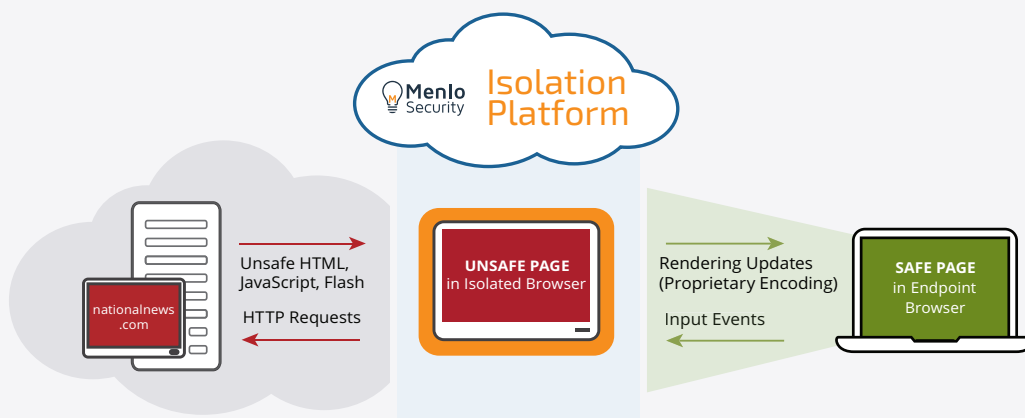 Menlo
Security
Isolation
Platform
Unsafe HTML,
JavaScript, Flash
HTTP Requests
nationalnews
.com
UNSAFE PAGE
in Isolated Browser
Rendering Updates
(Proprietary Encoding)
Input Events
SAFE PAGE
in Endpoint
Browser